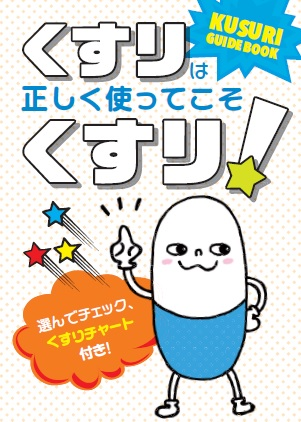 KUSURI
GUIDE BOOK
くすりは
正しく使ってこそ
くすり!
選んでチェック、
くすりチャート
付き!